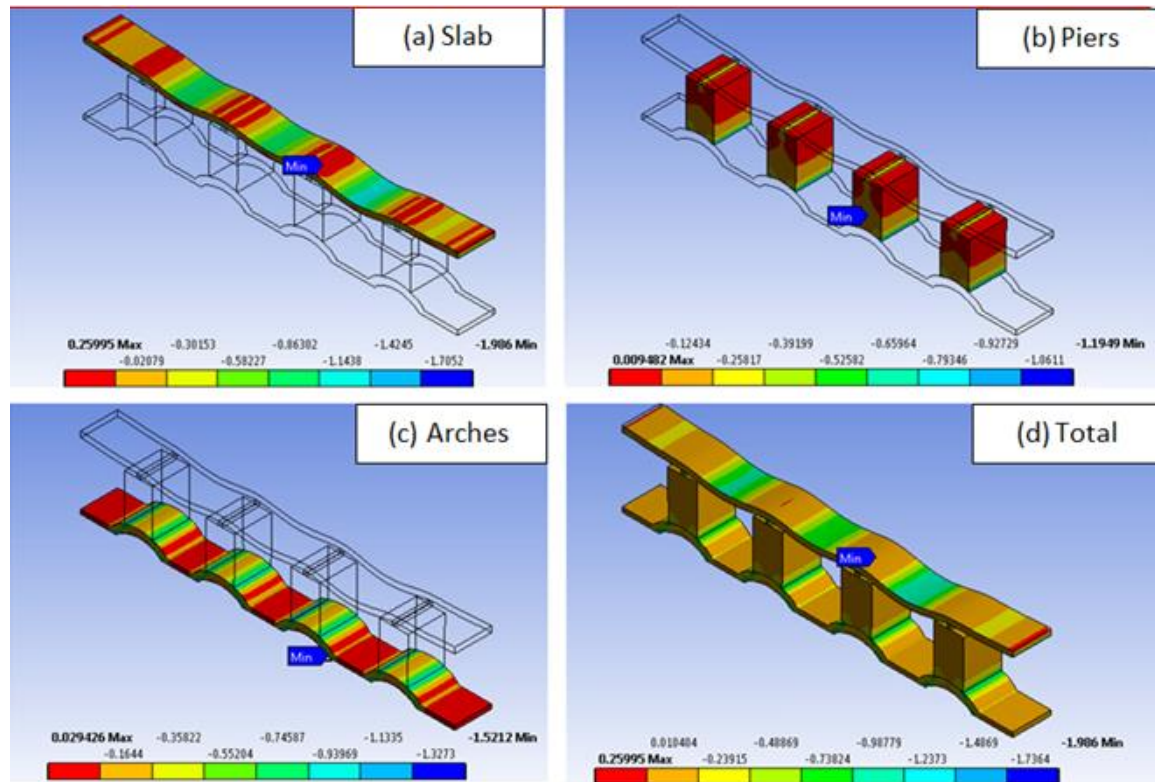 (a) Slab
Min
0.25995 Max -0.30153 -0.86302 -1.4245 -1.986 Min
-0.02079 -0.58227 -1.1438 -1.7052
(b) Piers
Min
-0.12434 -0.39199 -0.65964 -0.92729 -1.1949 Min
0.009482 Max -0.25817 -0.52582 -0.79346 -1.0611
(c) Arches
Min
0.029426 Max -0.35822 -0.74587 -1.1335 -1.5212 Min
-0.1644 -0.55204 -0.93969 -1.3273
(d) Total
Min
0.010404 -0.48869 -0.98779 -1.4869 -1.986 Min
0.25995 Max -0.23915 -0.73824 -1.2373 -1.7364